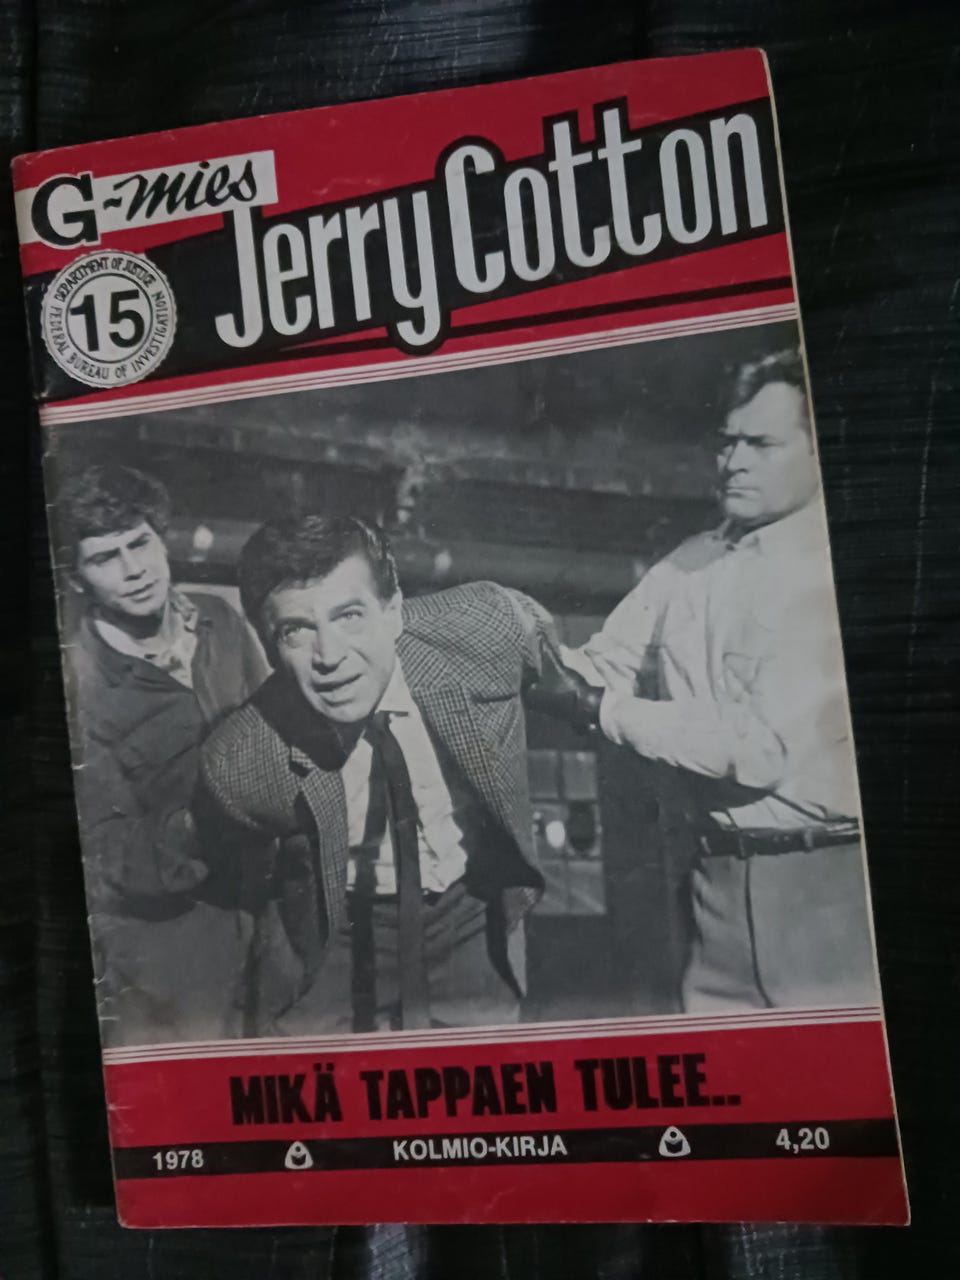 G-mies
Jerry Cotton
DEPARTMENT OF JUSTICE
15
FEDERAL BUREAU OF INVESTIGATION
MIKÄ TAPPAEN TULEE..
1978 KOLMIO-KIRJA 4,20